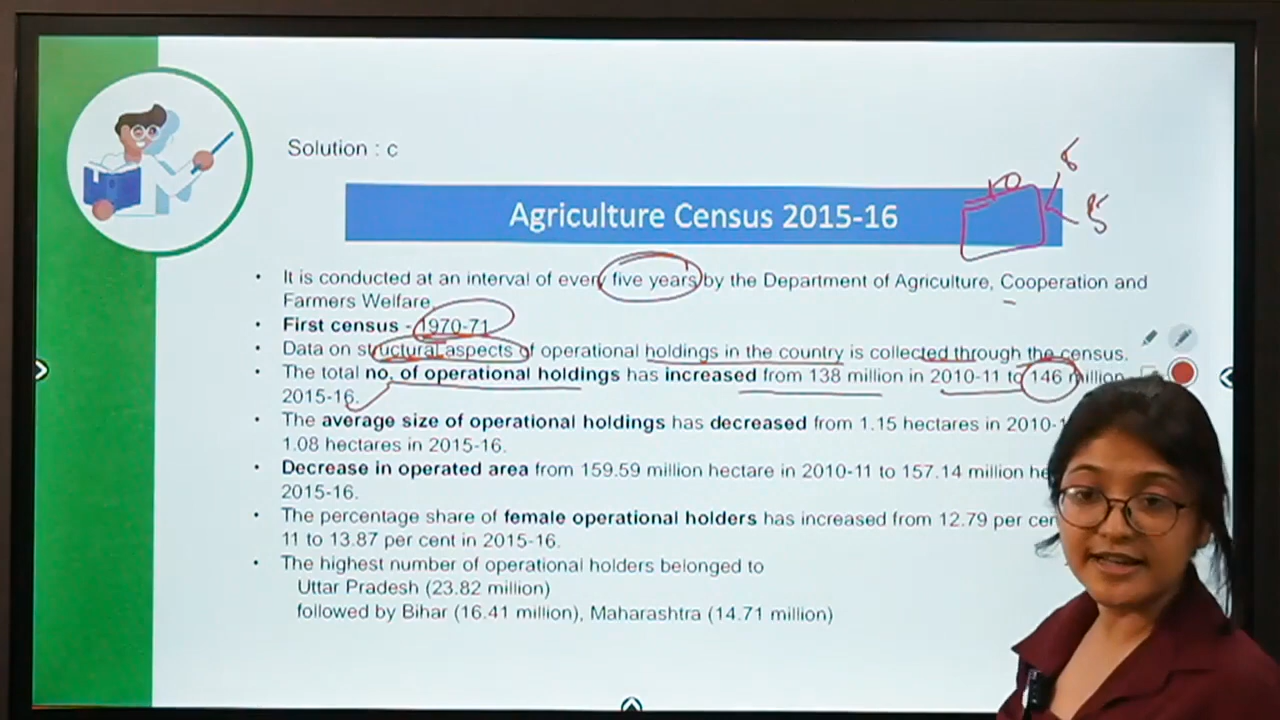 Solution : c
10
8
5
Agriculture Census 2015-16
• It is conducted at an interval of every five years by the Department of Agriculture, Cooperation and
Farmers Welfare.
• First census - 1970-71
• Data on structural aspects of operational holdings in the country is collected through the census.
• The total no. of operational holdings has increased from 138 million in 2010-11 to 146 million
2015-16.
• The average size of operational holdings has decreased from 1.15 hectares in 2010-
1.08 hectares in 2015-16.
• Decrease in operated area from 159.59 million hectare in 2010-11 to 157.14 million
2015-16.
• The percentage share of female operational holders has increased from 12.79 per
11 to 13.87 per cent in 2015-16.
• The highest number of operational holders belonged to
Uttar Pradesh (23.82 million)
followed by Bihar (16.41 million), Maharashtra (14.71 million)